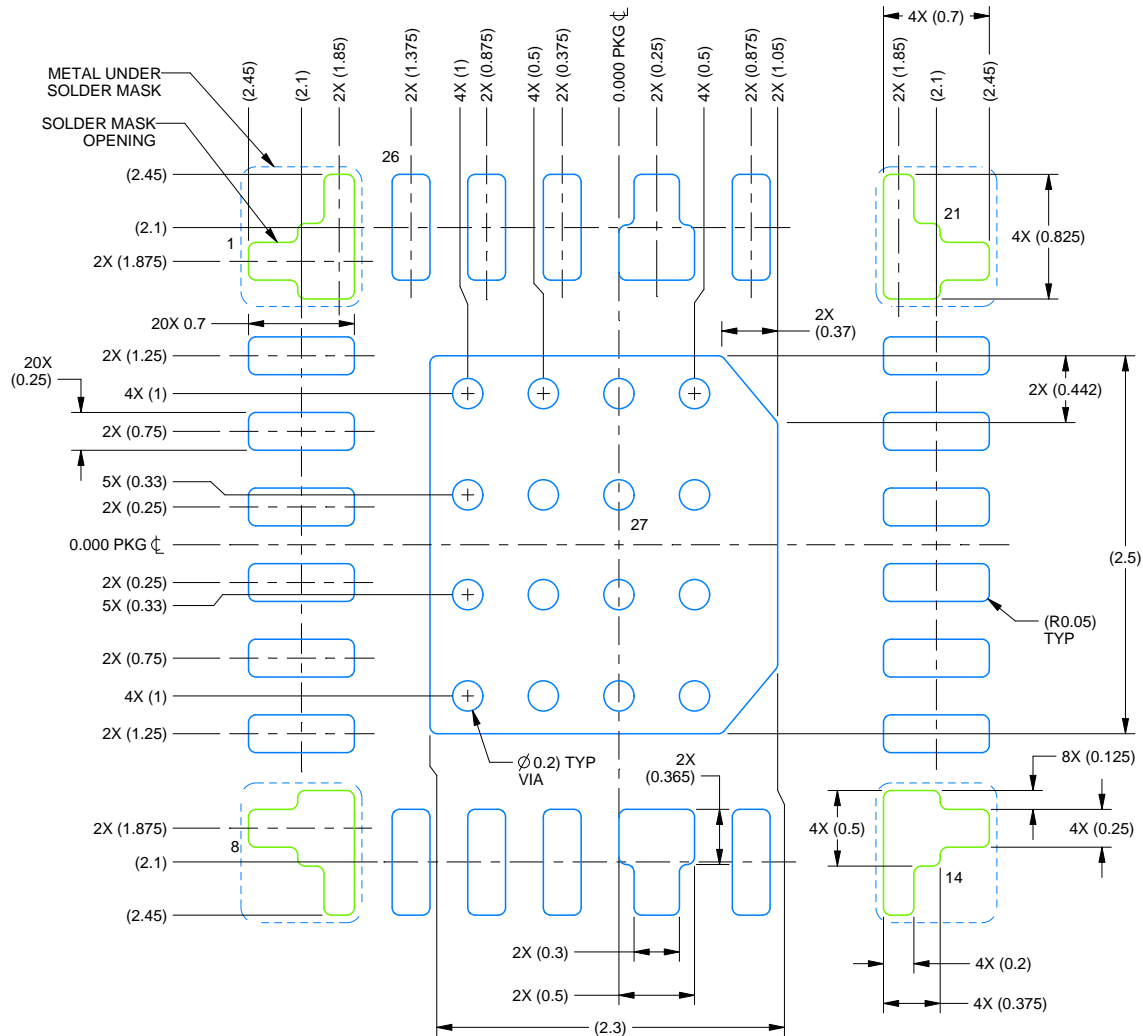 4X (0.7)
METAL UNDER
SOLDER MASK
SOLDER MASK
OPENING
(2.45)
(2.1)
2X (1.85)
2X (1.375)
4X (1)
2X (0.875)
4X (0.5)
2X (0.375)
0.000 PKG ℄
2X (0.25)
4X (0.5)
2X (0.875)
2X (1.05)
2X (1.85)
(2.1)
(2.45)
26
(2.45)
(2.1)
1
2X (1.875)
21
4X (0.825)
20X 0.7
2X
(0.37)
20X
(0.25)
2X (1.25)
4X (1)
2X (0.75)
2X (0.442)
5X (0.33)
2X (0.25)
27
0.000 PKG ℄
(2.5)
2X (0.25)
5X (0.33)
(R0.05)
TYP
2X (0.75)
4X (1)
2X (1.25)
∅ 0.2) TYP
VIA
2X
(0.365)
8X (0.125)
2X (1.875)
8
4X (0.5)
4X (0.25)
(2.1)
14
(2.45)
2X (0.3)
4X (0.2)
2X (0.5)
4X (0.375)
(2.3)